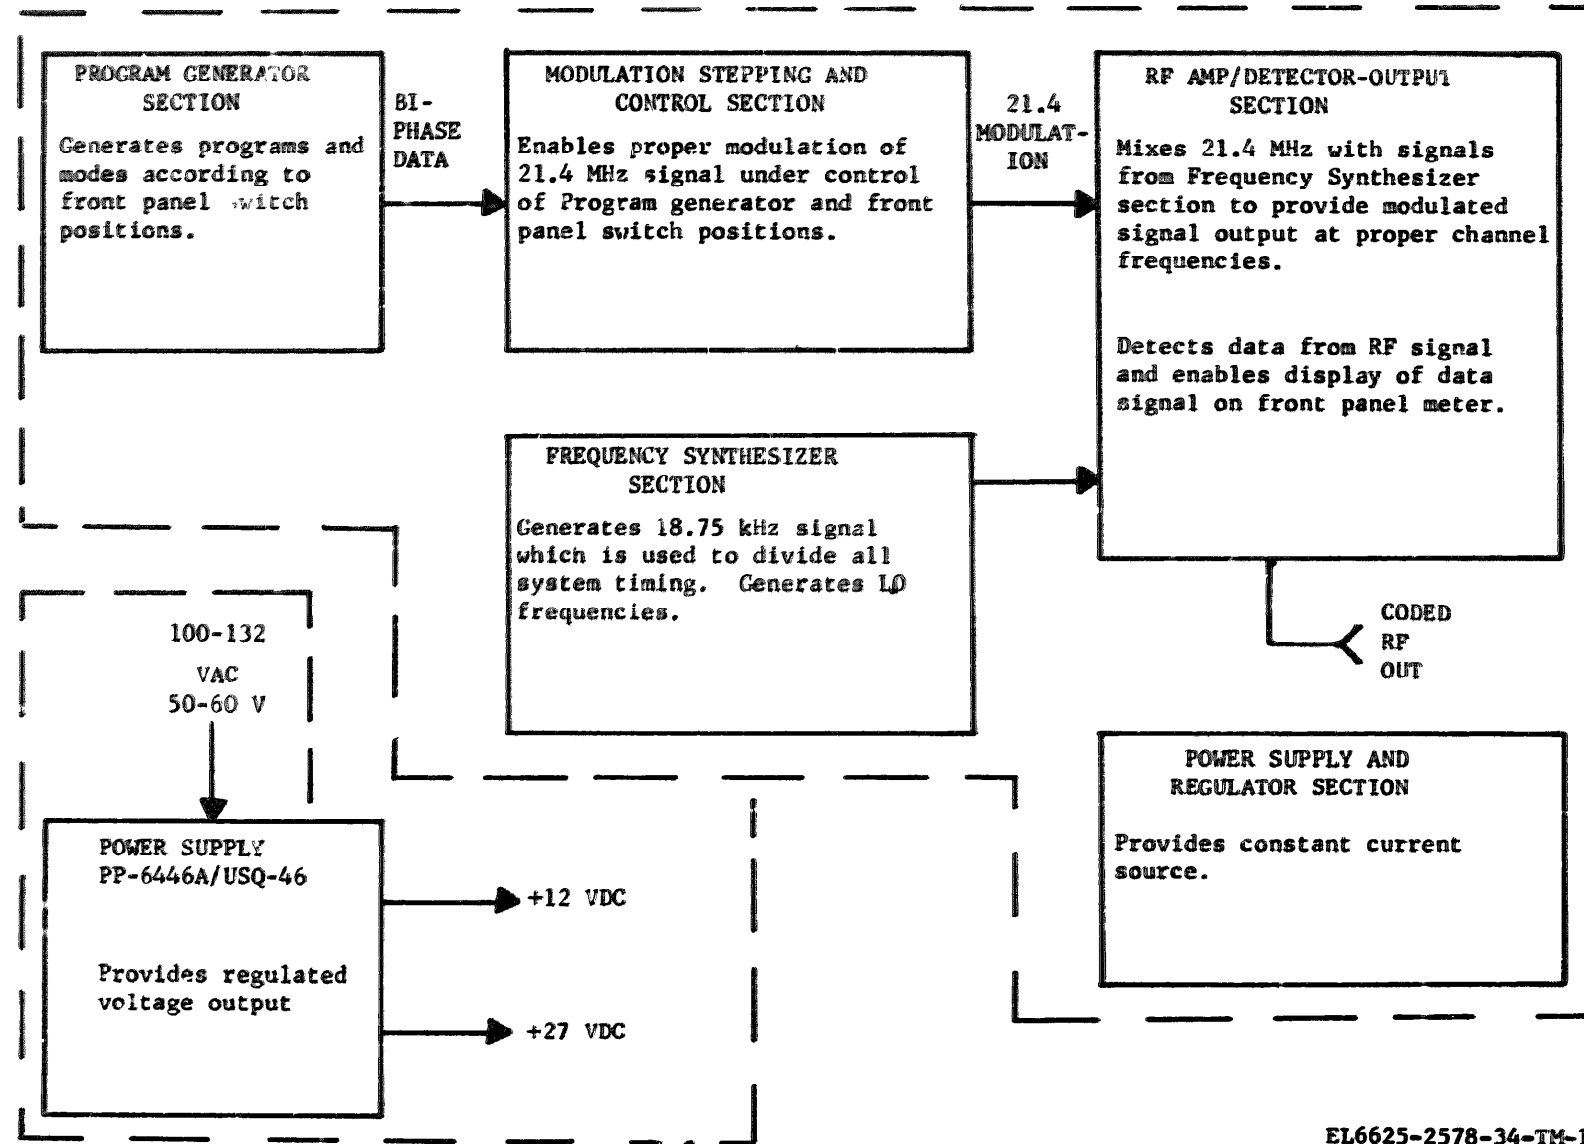 PROGRAM GENERATOR
SECTION
Generates programs and
modes according to
front panel switch
positions.
BI-
PHASE
DATA
MODULATION STEPPING AND
CONTROL SECTION
Enables proper modulation of
21.4 MHz signal under control
of Program generator and front
panel switch positions.
21.4
MODULAT-
ION
RF AMP/DETECTOR-OUTPUT
SECTION
Mixes 21.4 MHz with signals
from Frequency Synthesizer
section to provide modulated
signal output at proper channel
frequencies.
Detects data from RF signal
and enables display of data
signal on front panel meter.
FREQUENCY SYNTHESIZER
SECTION
Generates 18.75 kHz signal
which is used to divide all
system timing. Generates LO
frequencies.
CODED
RF
OUT
100-132
VAC
50-60 V
POWER SUPPLY
PP-6446A/USQ-46
Provides regulated
voltage output
+12 VDC
+27 VDC
POWER SUPPLY AND
REGULATOR SECTION
Provides constant current
source.
EL6625-2578-34-TM-1